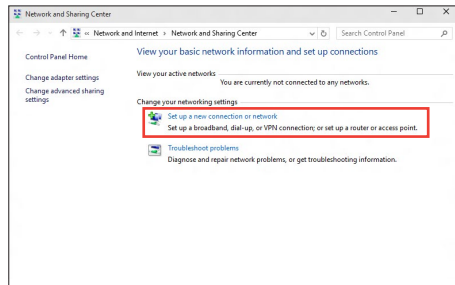 Network and Sharing Center
« Network and Internet › Network and Sharing Center
Search Control Panel
Control Panel Home
Change adapter settings
Change advanced sharing
settings
View your basic network information and set up connections
View your active networks
You are currently not connected to any networks.
Change your networking settings
Set up a new connection or network
Set up a broadband, dial-up, or VPN connection; or set up a router or access point.
Troubleshoot problems
Diagnose and repair network problems, or get troubleshooting information.